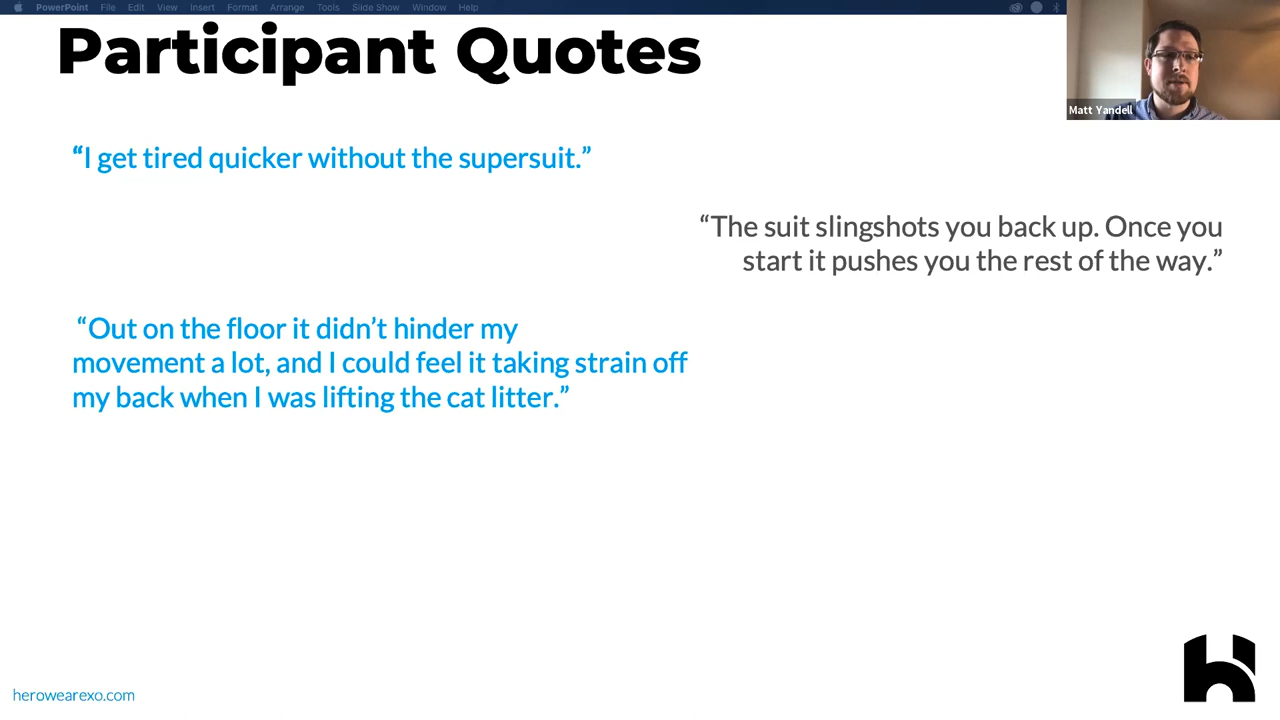 PowerPoint File Edit View Insert Format Arrange Tools Slide Show Window Help
Participant Quotes
Matt Yandell
“I get tired quicker without the supersuit.”
“The suit slingshots you back up. Once you
start it pushes you the rest of the way.”
“Out on the floor it didn’t hinder my
movement a lot, and I could feel it taking strain off
my back when I was lifting the cat litter.”
herowearexo.com